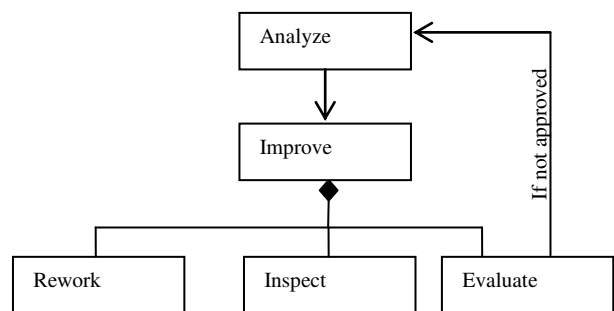 Analyze
If not approved
Improve
Rework
Inspect
Evaluate